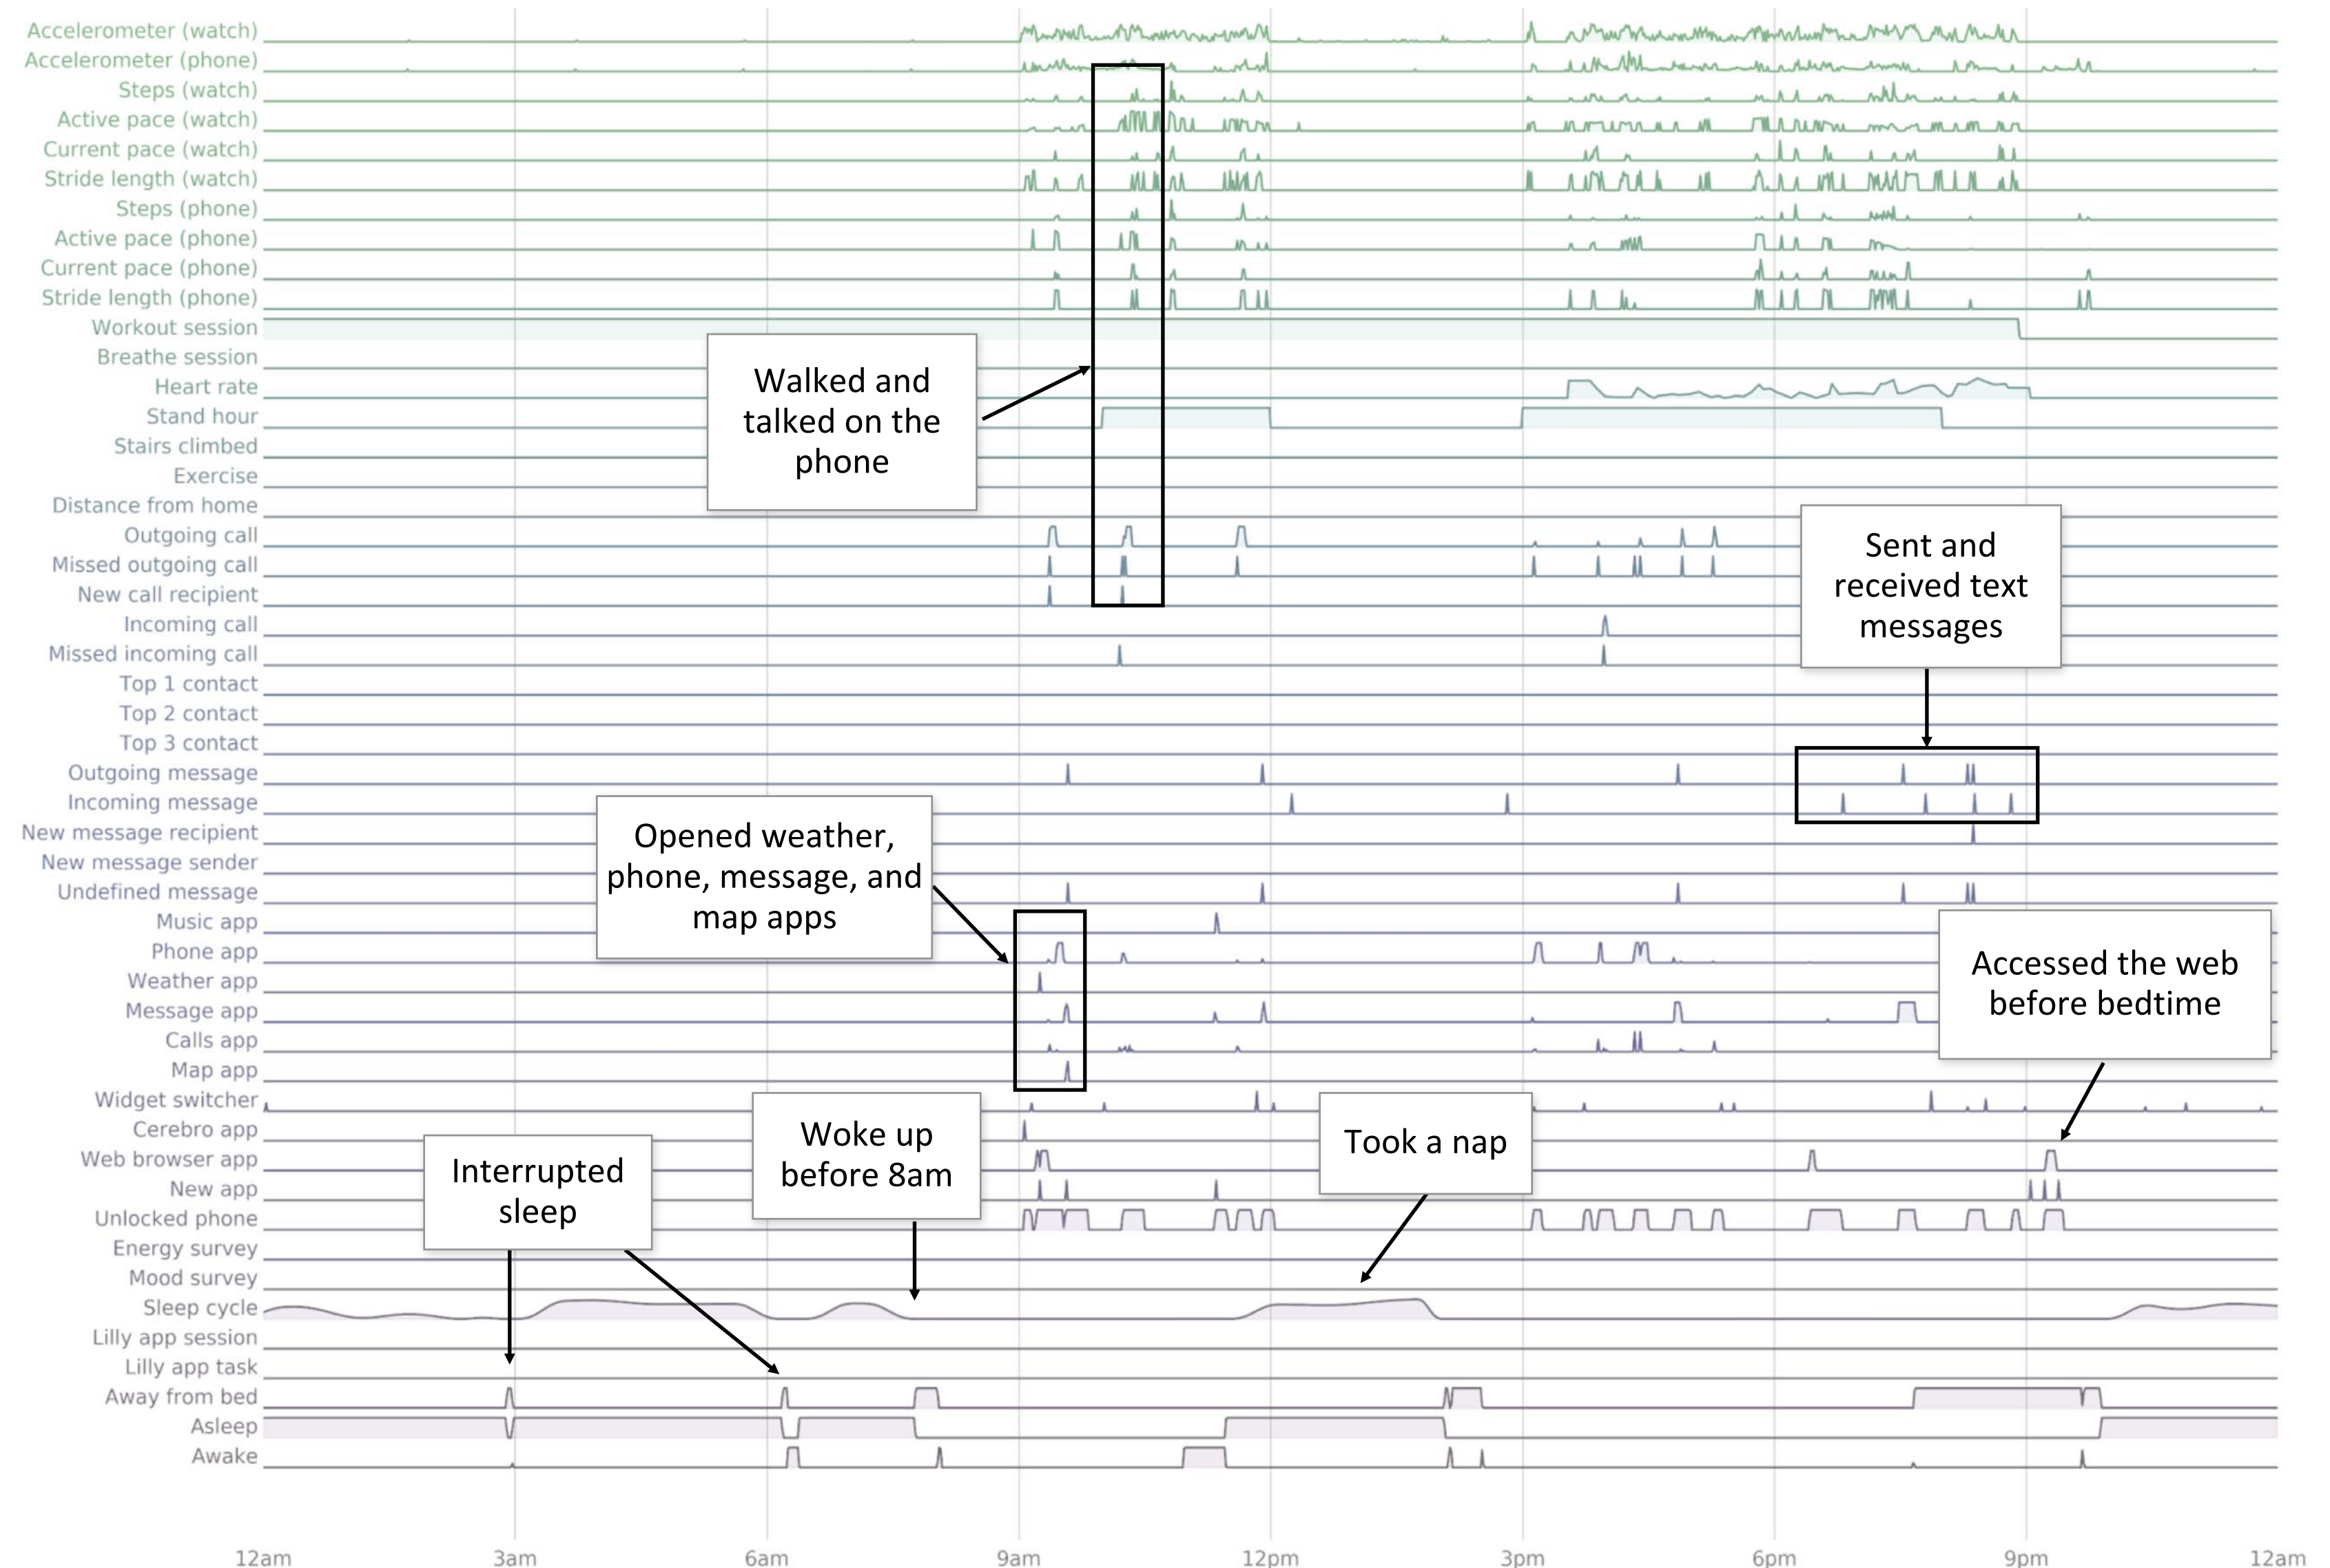 Accelerometer (watch)
Accelerometer (phone)
Steps (watch)
Active pace (watch)
Current pace (watch)
Stride length (watch)
Steps (phone)
Active pace (phone)
Current pace (phone)
Stride length (phone)
Workout session
Breathe session
Heart rate
Stand hour
Stairs climbed
Exercise
Distance from home
Outgoing call
Missed outgoing call
New call recipient
Incoming call
Missed incoming call
Top 1 contact
Top 2 contact
Top 3 contact
Outgoing message
Incoming message
New message recipient
New message sender
Undefined message
Music app
Phone app
Weather app
Message app
Calls app
Map app
Widget switcher
Cerebro app
Web browser app
New app
Unlocked phone
Energy survey
Mood survey
Sleep cycle
Lilly app session
Lilly app task
Away from bed
Asleep
Awake
Walked and
talked on the
phone
Sent and
received text
messages
Opened weather,
phone, message, and
map apps
Accessed the web
before bedtime
Interrupted
sleep
Woke up
before 8am
Took a nap
12am 3am 6am 9am 12pm 3pm 6pm 9pm 12am